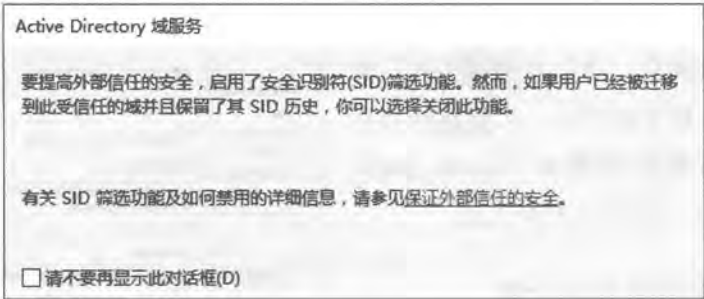 Active Directory 域服务
要提高外部信任的安全，启用了安全识别符(SID)筛选功能。然而，如果用户已经被迁移
到此受信任的域并且保留了其 SID 历史，你可以选择关闭此功能。
有关 SID 筛选功能及如何禁用的详细信息，请参见保证外部信任的安全。
请不要再显示此对话框(D)